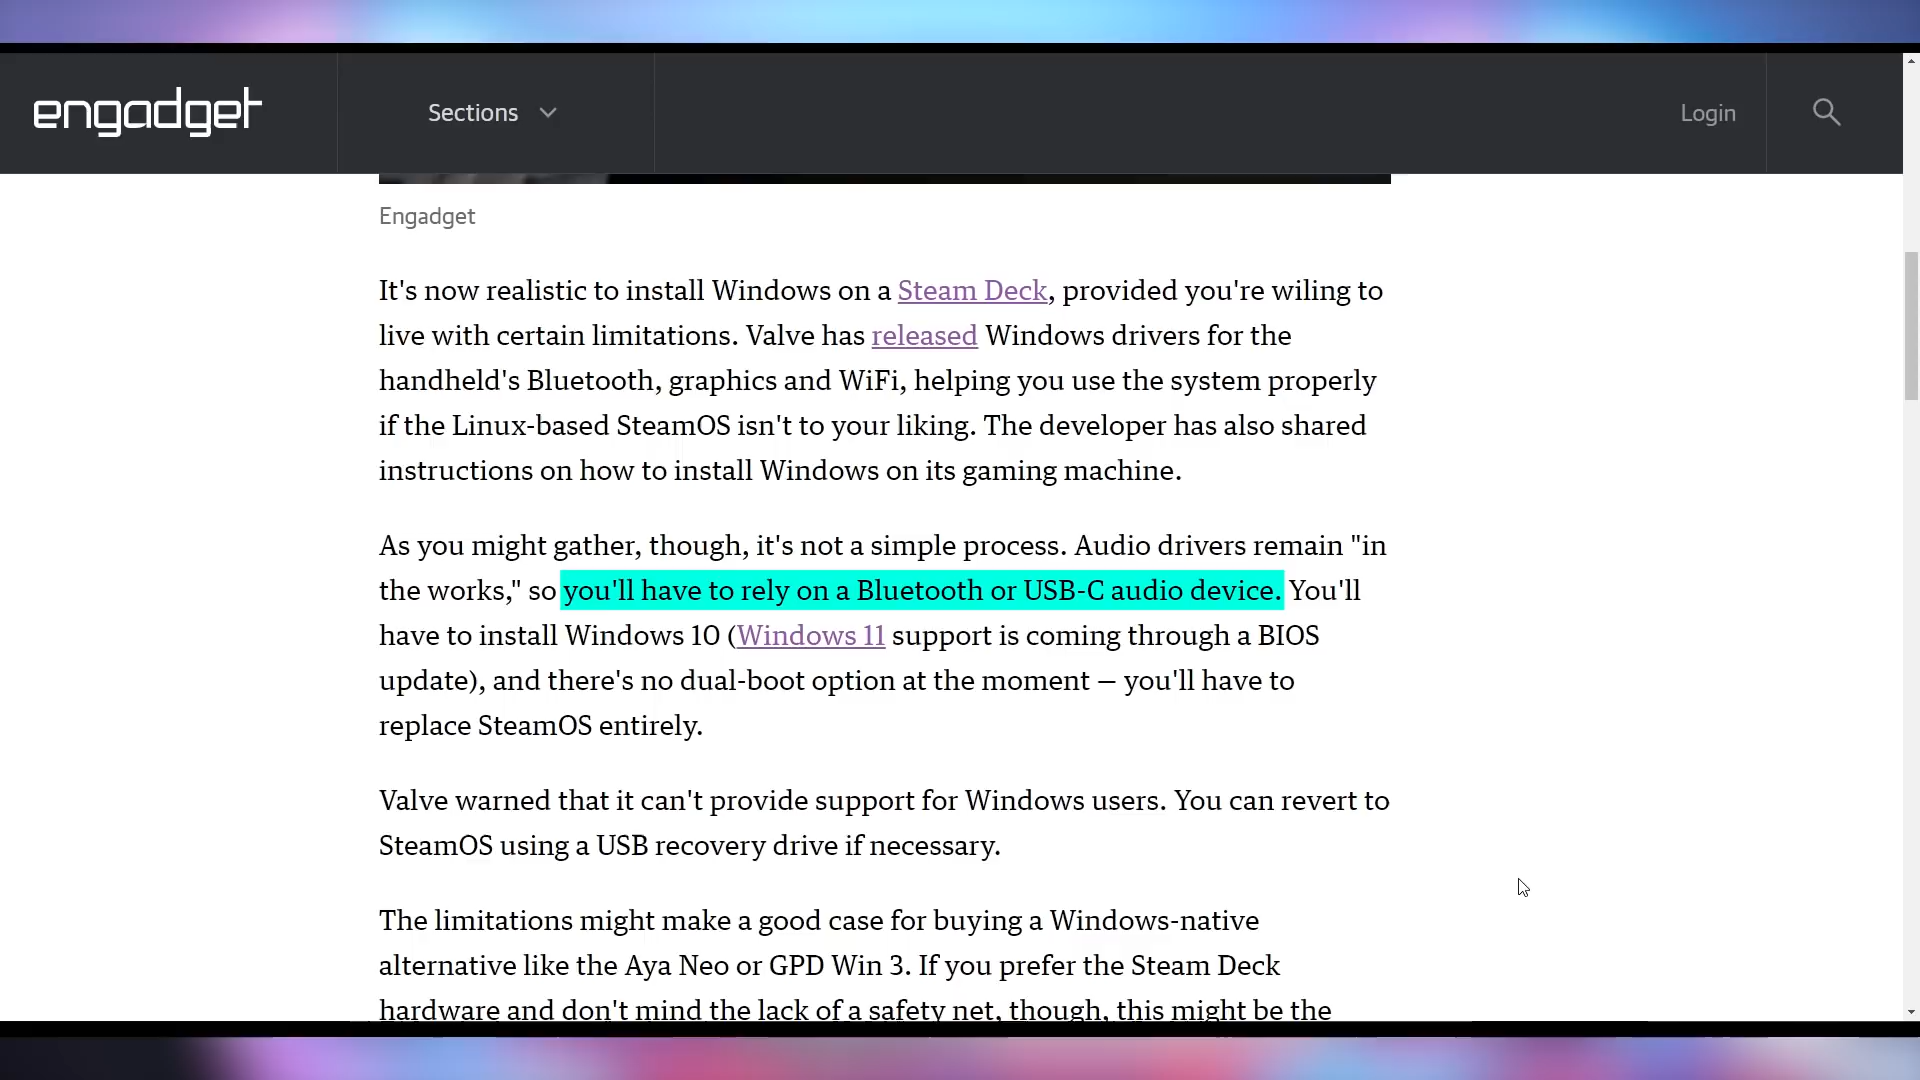 engadget
Sections
Login
Engadget
It's now realistic to install Windows on a Steam Deck, provided you're wiling to
live with certain limitations. Valve has released Windows drivers for the
handheld's Bluetooth, graphics and WiFi, helping you use the system properly
if the Linux-based SteamOS isn't to your liking. The developer has also shared
instructions on how to install Windows on its gaming machine.
As you might gather, though, it's not a simple process. Audio drivers remain "in
the works," so you'll have to rely on a Bluetooth or USB-C audio device. You'll
have to install Windows 10 (Windows 11 support is coming through a BIOS
update), and there's no dual-boot option at the moment — you'll have to
replace SteamOS entirely.
Valve warned that it can't provide support for Windows users. You can revert to
SteamOS using a USB recovery drive if necessary.
The limitations might make a good case for buying a Windows-native
alternative like the Aya Neo or GPD Win 3. If you prefer the Steam Deck
hardware and don't mind the lack of a safety net, though, this might be the